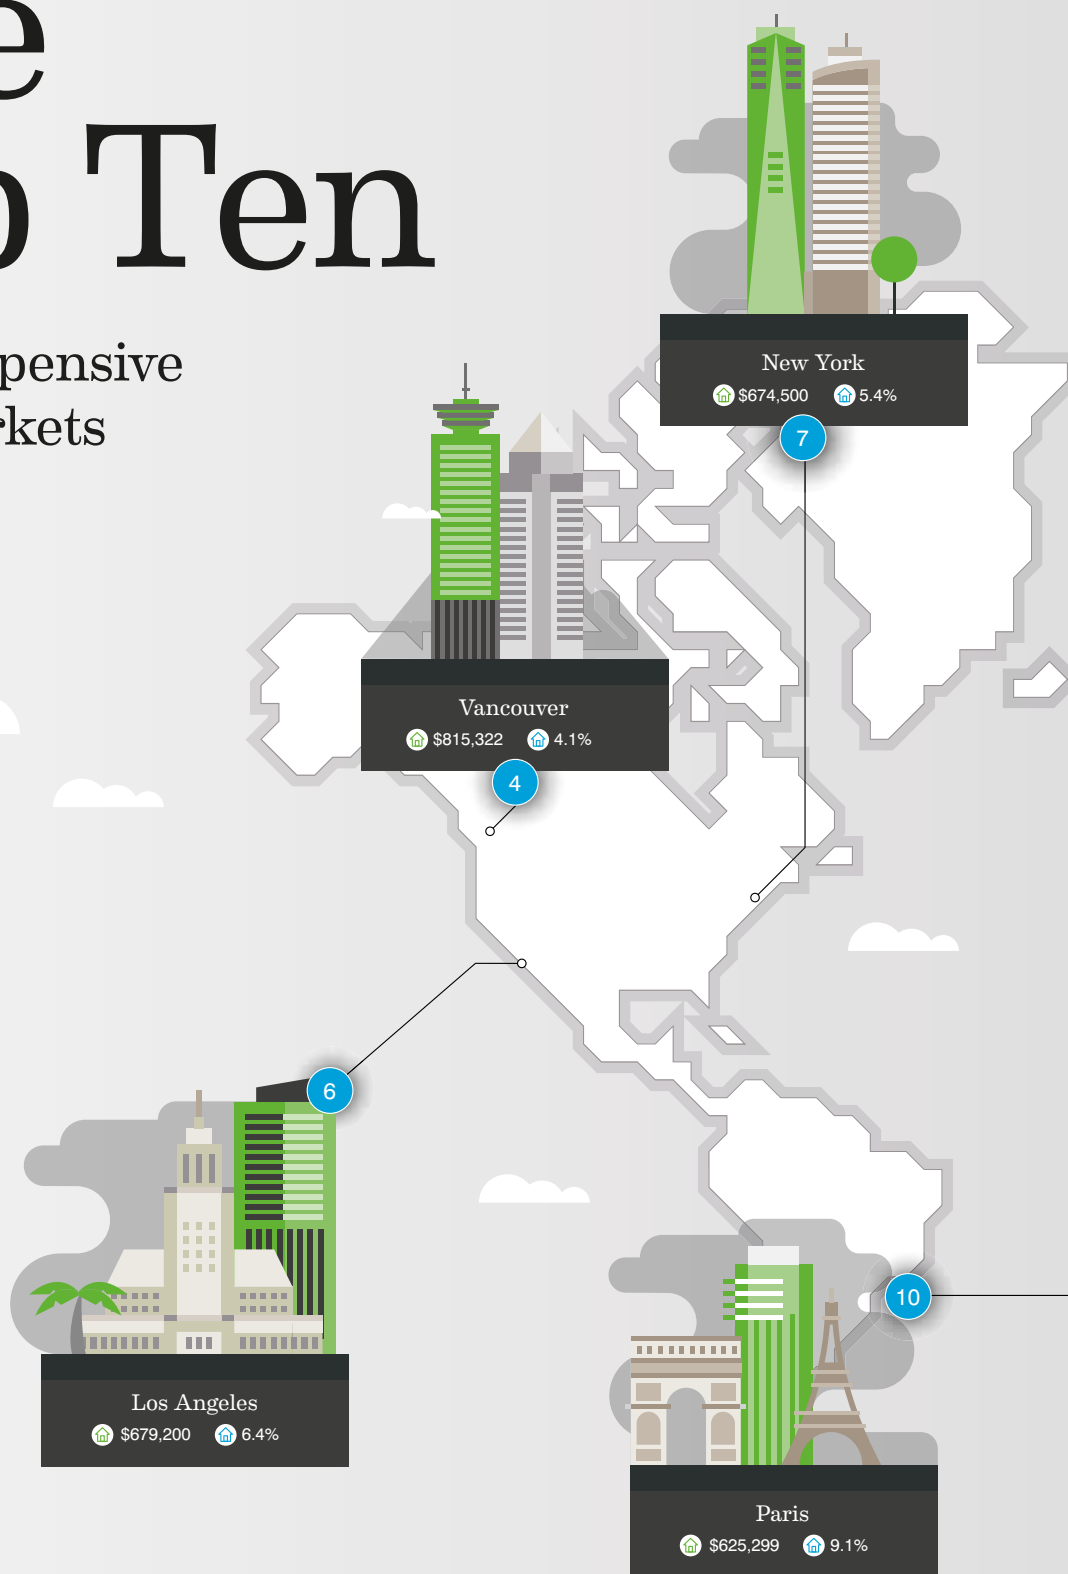 e
p Ten
pensive
rkets
New York
$674,500 5.4%
7
Vancouver
$815,322 4.1%
4
6
Los Angeles
$679,200 6.4%
10
Paris
$625,299 9.1%